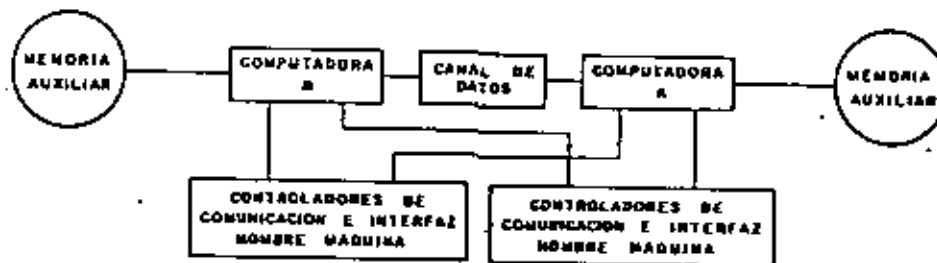 MEMORIA
AUXILIAR
COMPUTADORA
B
CANAL DE
DATOS
COMPUTADORA
A
MEMORIA
AUXILIAR
CONTROLADORES DE
COMUNICACION E INTERFAZ
HOMBRE MAQUINA
CONTROLADORES DE
COMUNICACION E INTERFAZ
HOMBRE MAQUINA